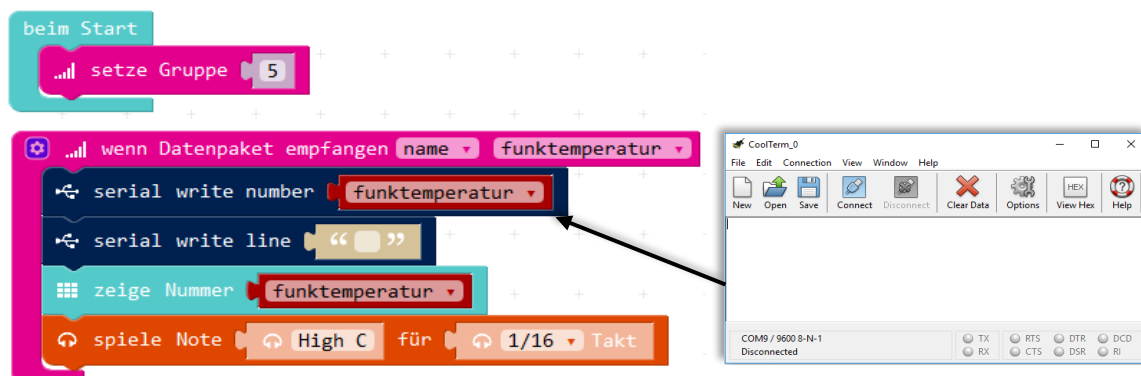 beim Start
setze Gruppe 5
wenn Datenpaket empfangen name funktemperatur
serial write number funktemperatur
serial write line “ ”
zeige Nummer funktemperatur
spiele Note High C für 1/16 Takt
CoolTerm_0
File Edit Connection View Window Help
New Open Save Connect Disconnect Clear Data Options HEX View Hex Help
COM9 / 9600 8-N-1
Disconnected
TX RTS DTR DCD
RX CTS DSR RI